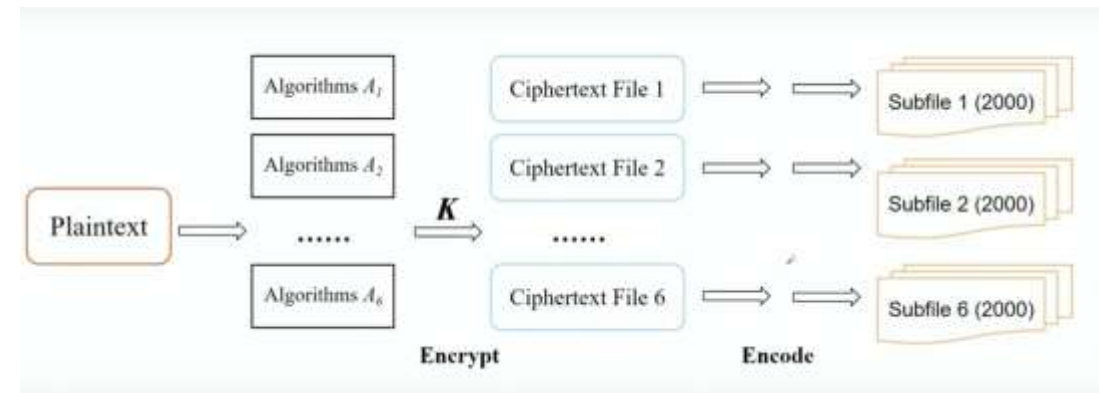 Algorithms A1
Ciphertext File 1
Subfile 1 (2000)
Algorithms A2
Ciphertext File 2
Subfile 2 (2000)
Plaintext
......
K
......
Algorithms A6
Ciphertext File 6
Subfile 6 (2000)
Encrypt
Encode